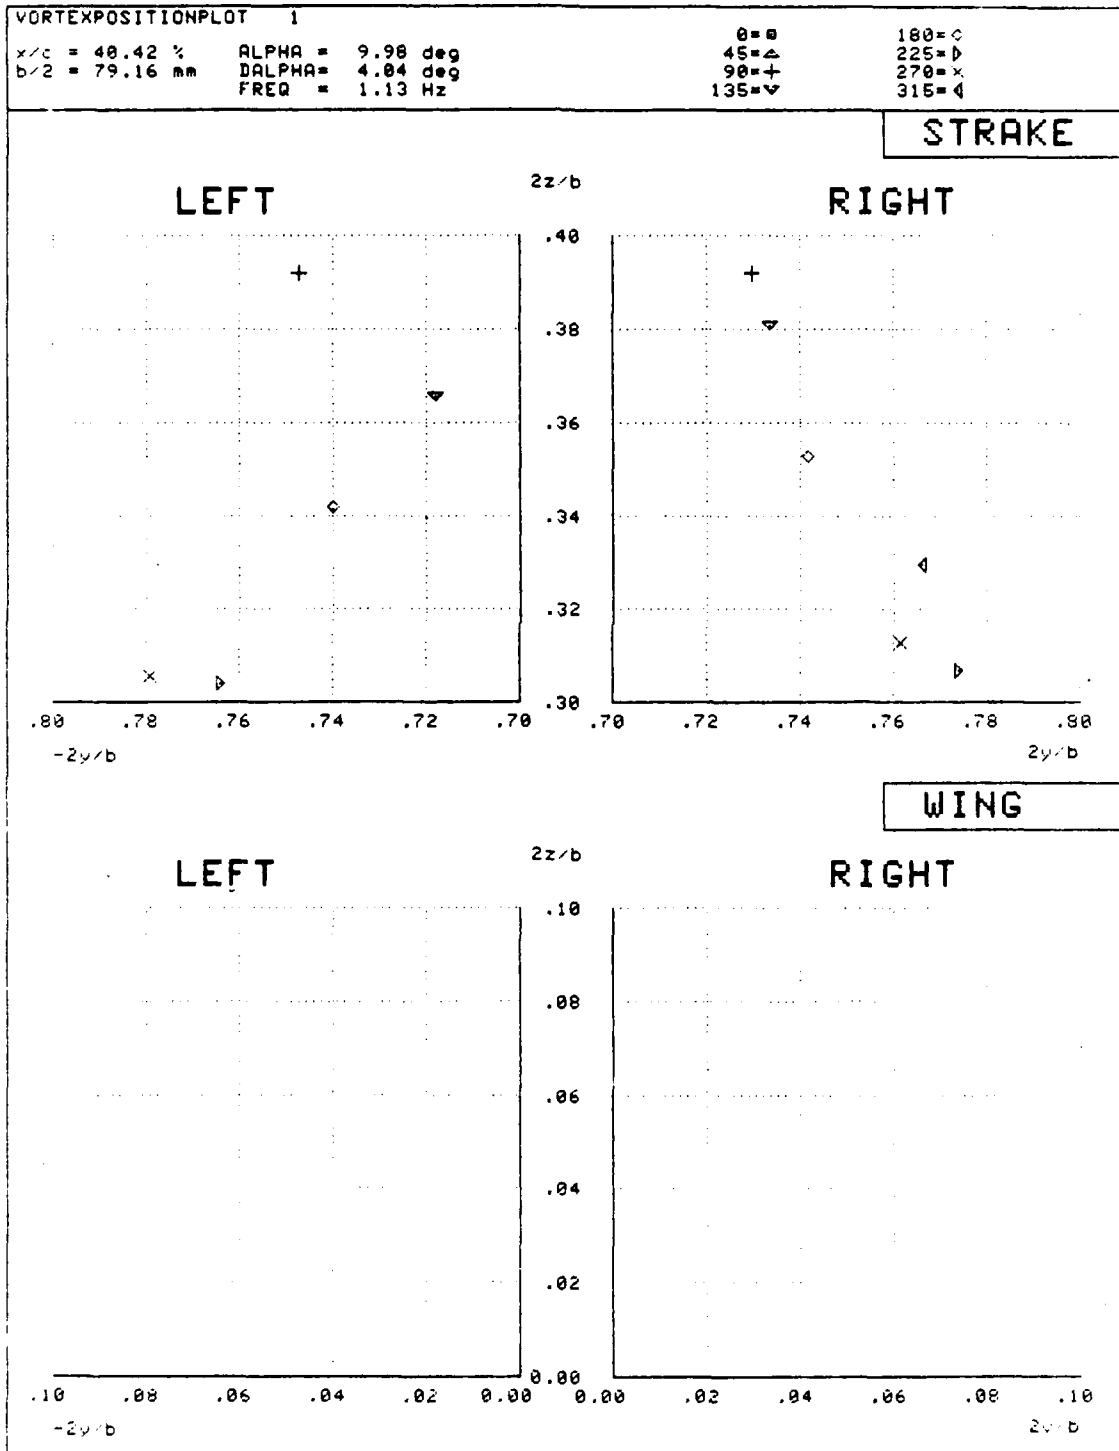 VORTEXPOSITIONPLOT 1
x/c = 40.42 % ALPHA = 9.98 deg 0= 180=
b/2 = 79.16 mm DALPHA= 4.04 deg 45= 225=
FREQ = 1.13 Hz 90= 270=
135= 315=
STRAKE
LEFT 2z/b RIGHT
.40
.38
.36
.34
.32
.30
.80 .78 .76 .74 .72 .70 .70 .72 .74 .76 .78 .80
-2y/b 2y/b
WING
LEFT 2z/b RIGHT
.10
.08
.06
.04
.02
0.00
.10 .08 .06 .04 .02 0.00 0.00 .02 .04 .06 .08 .10
-2y/b 2y/b